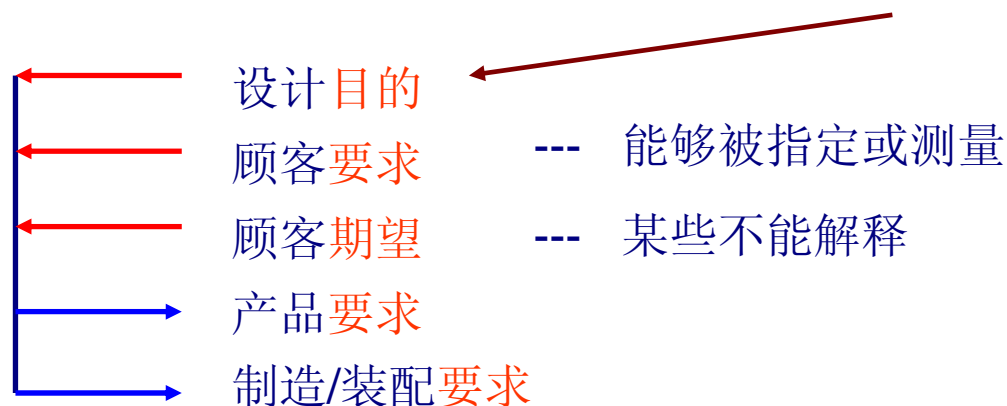 设计目的
顾客要求 --- 能够被指定或测量
顾客期望 --- 某些不能解释
产品要求
制造/装配要求